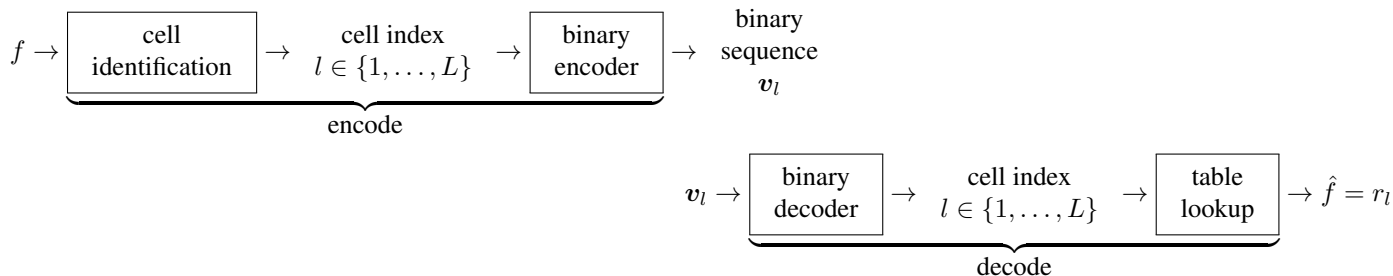 f → cell identification → cell index l ∈ {1, . . . , L} → binary encoder → binary sequence 𝒗_l
encode
𝒗_l → binary decoder → cell index l ∈ {1, . . . , L} → table lookup → f̂ = r_l
decode